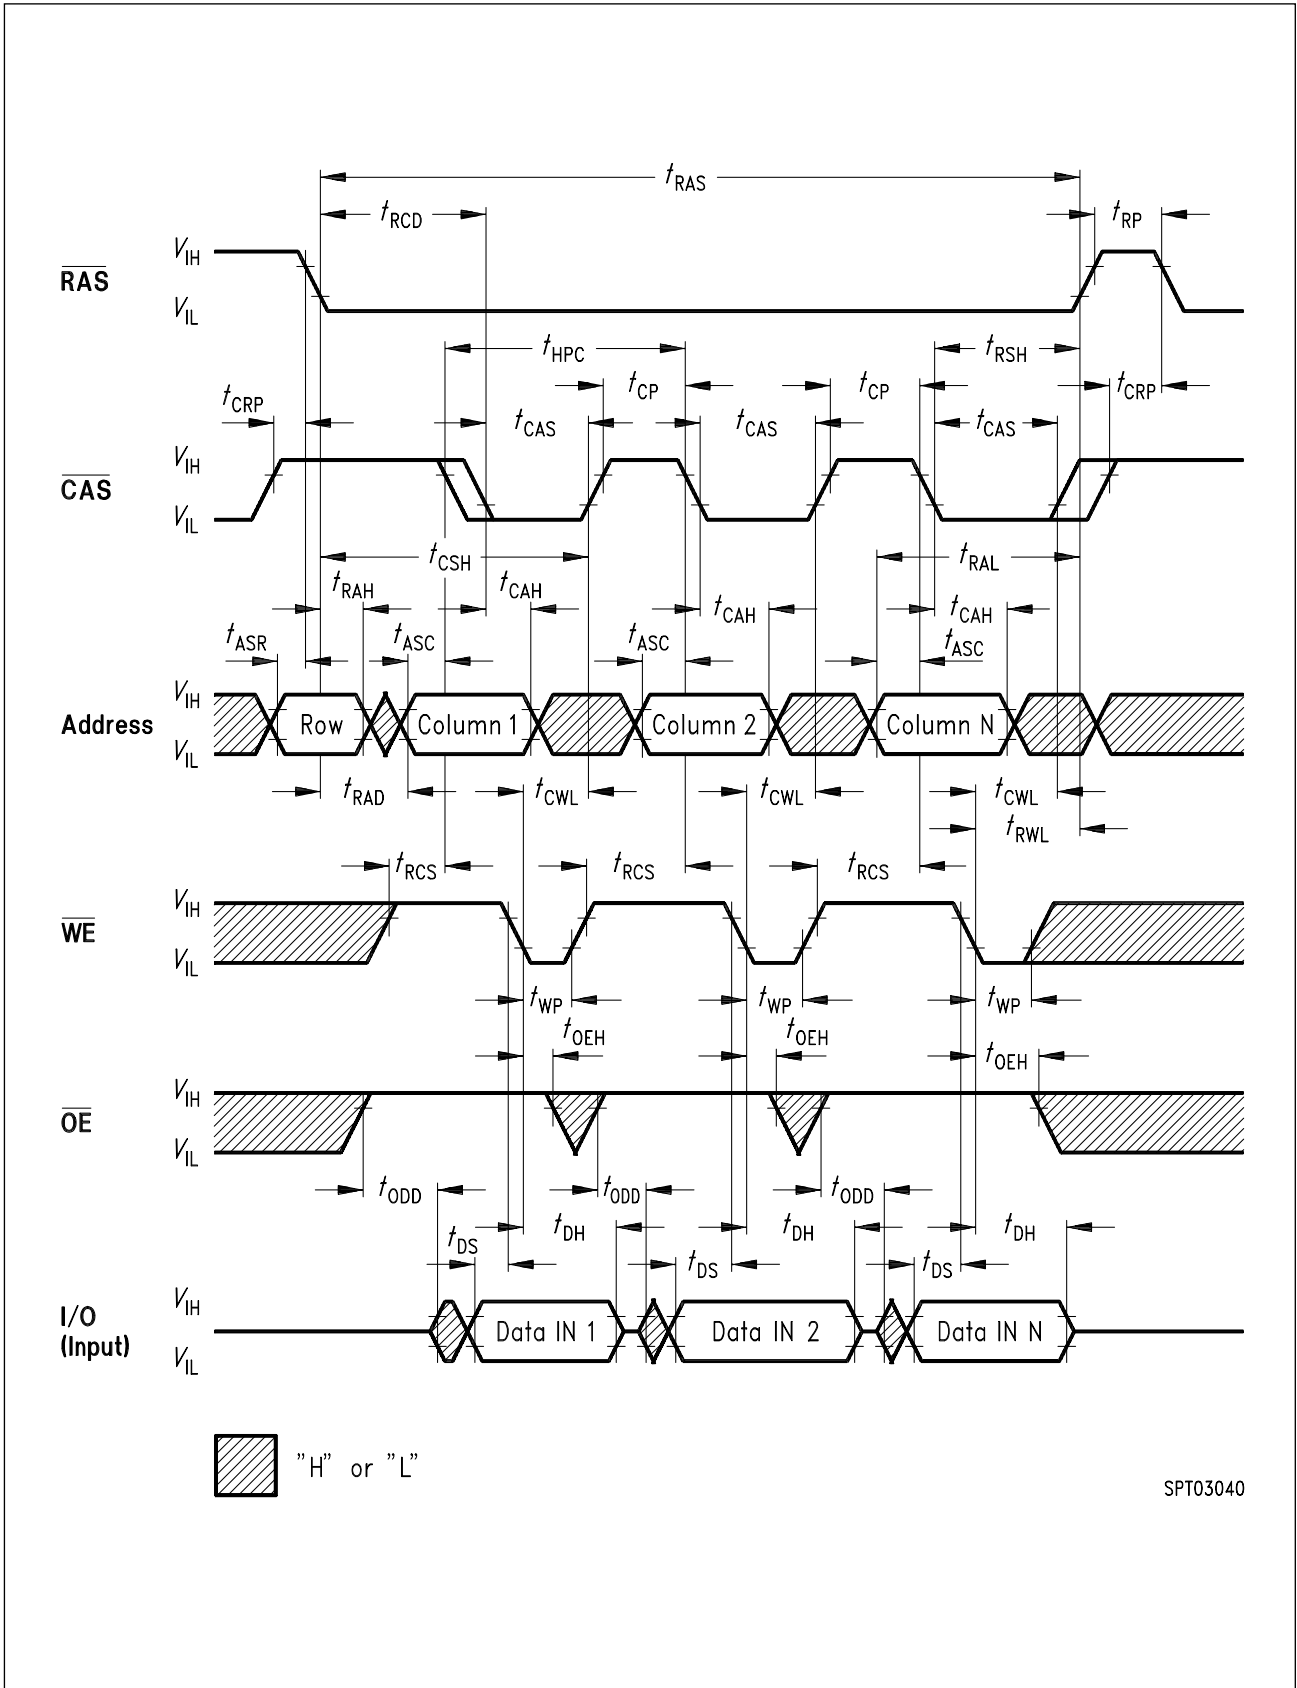 tRAS
tRCD tRP
VIH
RAS
VIL
tHPC tRSH
tCP tCP
tCRP tCRP
tCAS tCAS tCAS
VIH
CAS
VIL
tCSH tRAL
tRAH tCAH tCAH tCAH
tASR tASC tASC tASC
VIH
Address Row Column 1 Column 2 Column N
VIL
tRAD tCWL tCWL tCWL
tRWL
tRCS tRCS tRCS
VIH
WE
VIL
tWP tWP tWP
tOEH tOEH tOEH
VIH
OE
VIL
tODD tODD tODD
tDH tDH tDH
tDS tDS tDS
VIH
I/O
(Input) Data IN 1 Data IN 2 Data IN N
VIL
"H" or "L"
SPT03040